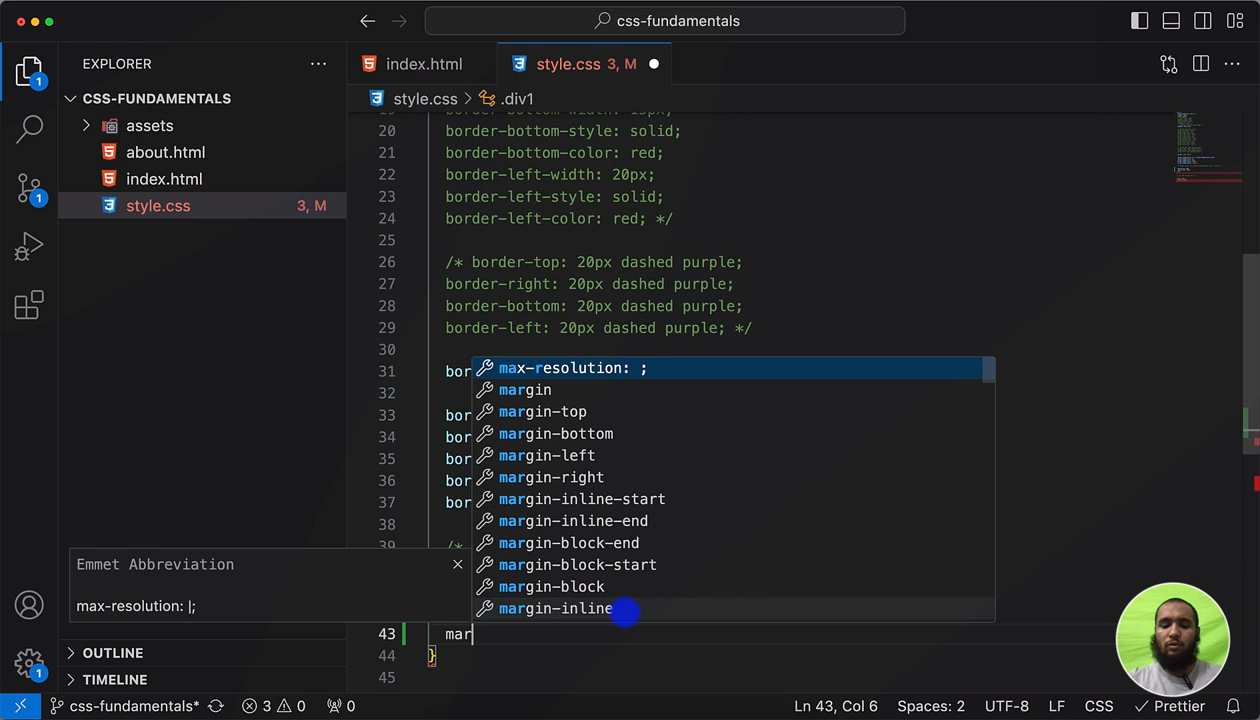 css-fundamentals
EXPLORER
index.html
style.css 3, M
1
CSS-FUNDAMENTALS
style.css > .div1
assets
about.html
index.html
style.css 3, M
1
20 border-bottom-style: solid;
21 border-bottom-color: red;
22 border-left-width: 20px;
23 border-left-style: solid;
24 border-left-color: red; */
25
26 /* border-top: 20px dashed purple;
27 border-right: 20px dashed purple;
28 border-bottom: 20px dashed purple;
29 border-left: 20px dashed purple; */
30
31 bor
32
33 bor
34 bor
35 bor
36 bor
37 bor
38
39 /*
max-resolution: ;
margin
margin-top
margin-bottom
margin-left
margin-right
margin-inline-start
margin-inline-end
margin-block-end
margin-block-start
margin-block
margin-inline
Emmet Abbreviation
max-resolution: |;
43 mar
44 }
45
OUTLINE
TIMELINE
1
css-fundamentals*
3
0
0
Ln 43, Col 6
Spaces: 2
UTF-8
LF
CSS
Prettier